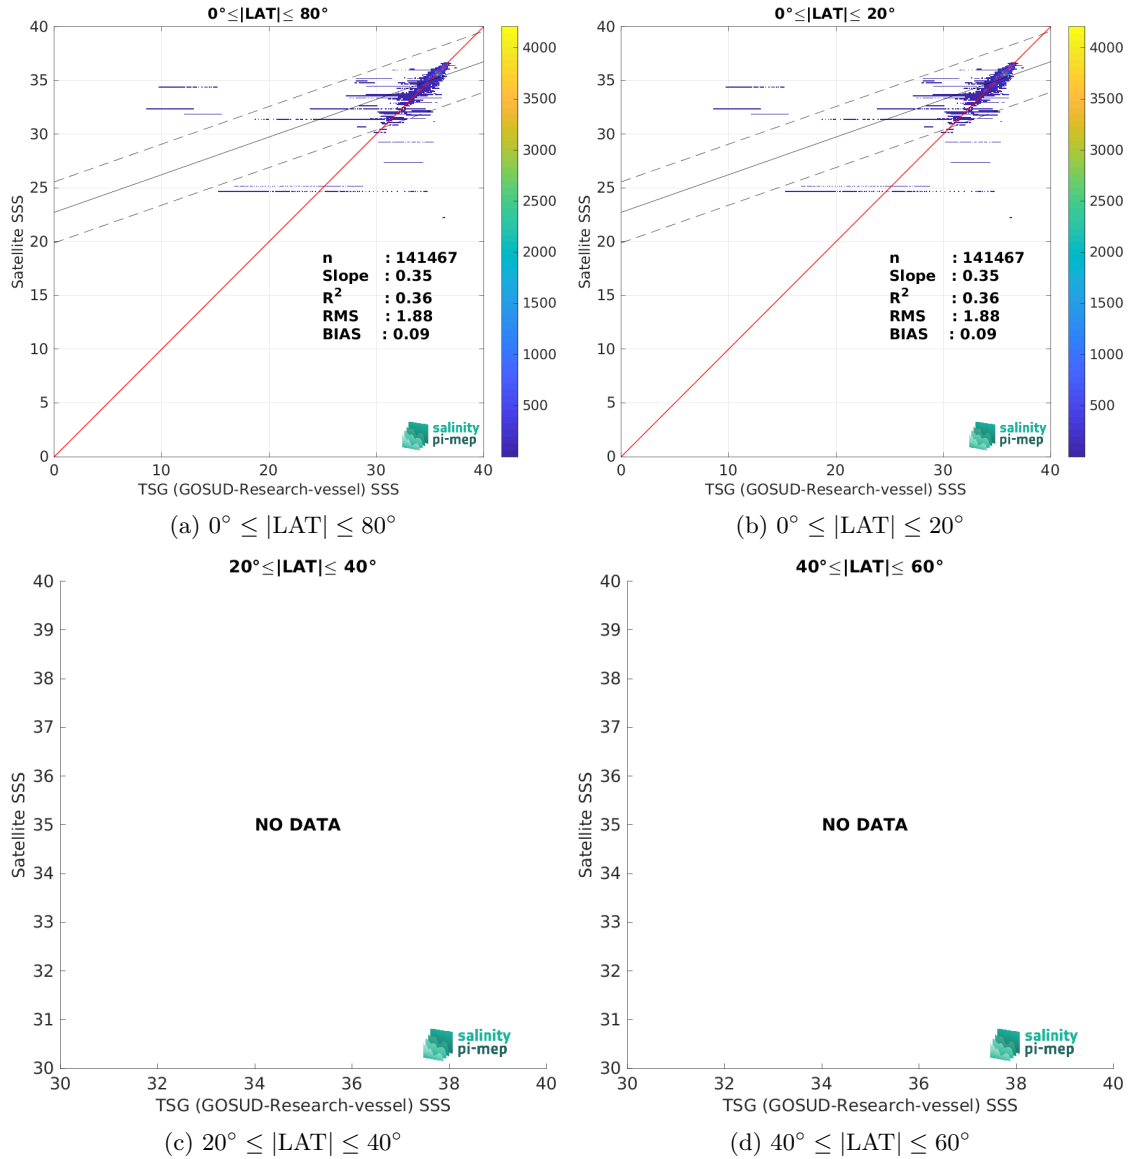 0°≤|LAT|≤ 80°
40
35
30
25
20
15
10
5
0
Satellite SSS
n : 141467
Slope : 0.35
R² : 0.36
RMS : 1.88
BIAS : 0.09
salinity
pi-mep
0 10 20 30 40
TSG (GOSUD-Research-vessel) SSS
4000
3500
3000
2500
2000
1500
1000
500
(a) 0° ≤ |LAT| ≤ 80°
0°≤|LAT|≤ 20°
40
35
30
25
20
15
10
5
0
Satellite SSS
n : 141467
Slope : 0.35
R² : 0.36
RMS : 1.88
BIAS : 0.09
salinity
pi-mep
0 10 20 30 40
TSG (GOSUD-Research-vessel) SSS
4000
3500
3000
2500
2000
1500
1000
500
(b) 0° ≤ |LAT| ≤ 20°
20°≤|LAT|≤ 40°
40
39
38
37
36
35
34
33
32
31
30
Satellite SSS
NO DATA
salinity
pi-mep
30 32 34 36 38 40
TSG (GOSUD-Research-vessel) SSS
(c) 20° ≤ |LAT| ≤ 40°
40°≤|LAT|≤ 60°
40
39
38
37
36
35
34
33
32
31
30
Satellite SSS
NO DATA
salinity
pi-mep
30 32 34 36 38 40
TSG (GOSUD-Research-vessel) SSS
(d) 40° ≤ |LAT| ≤ 60°